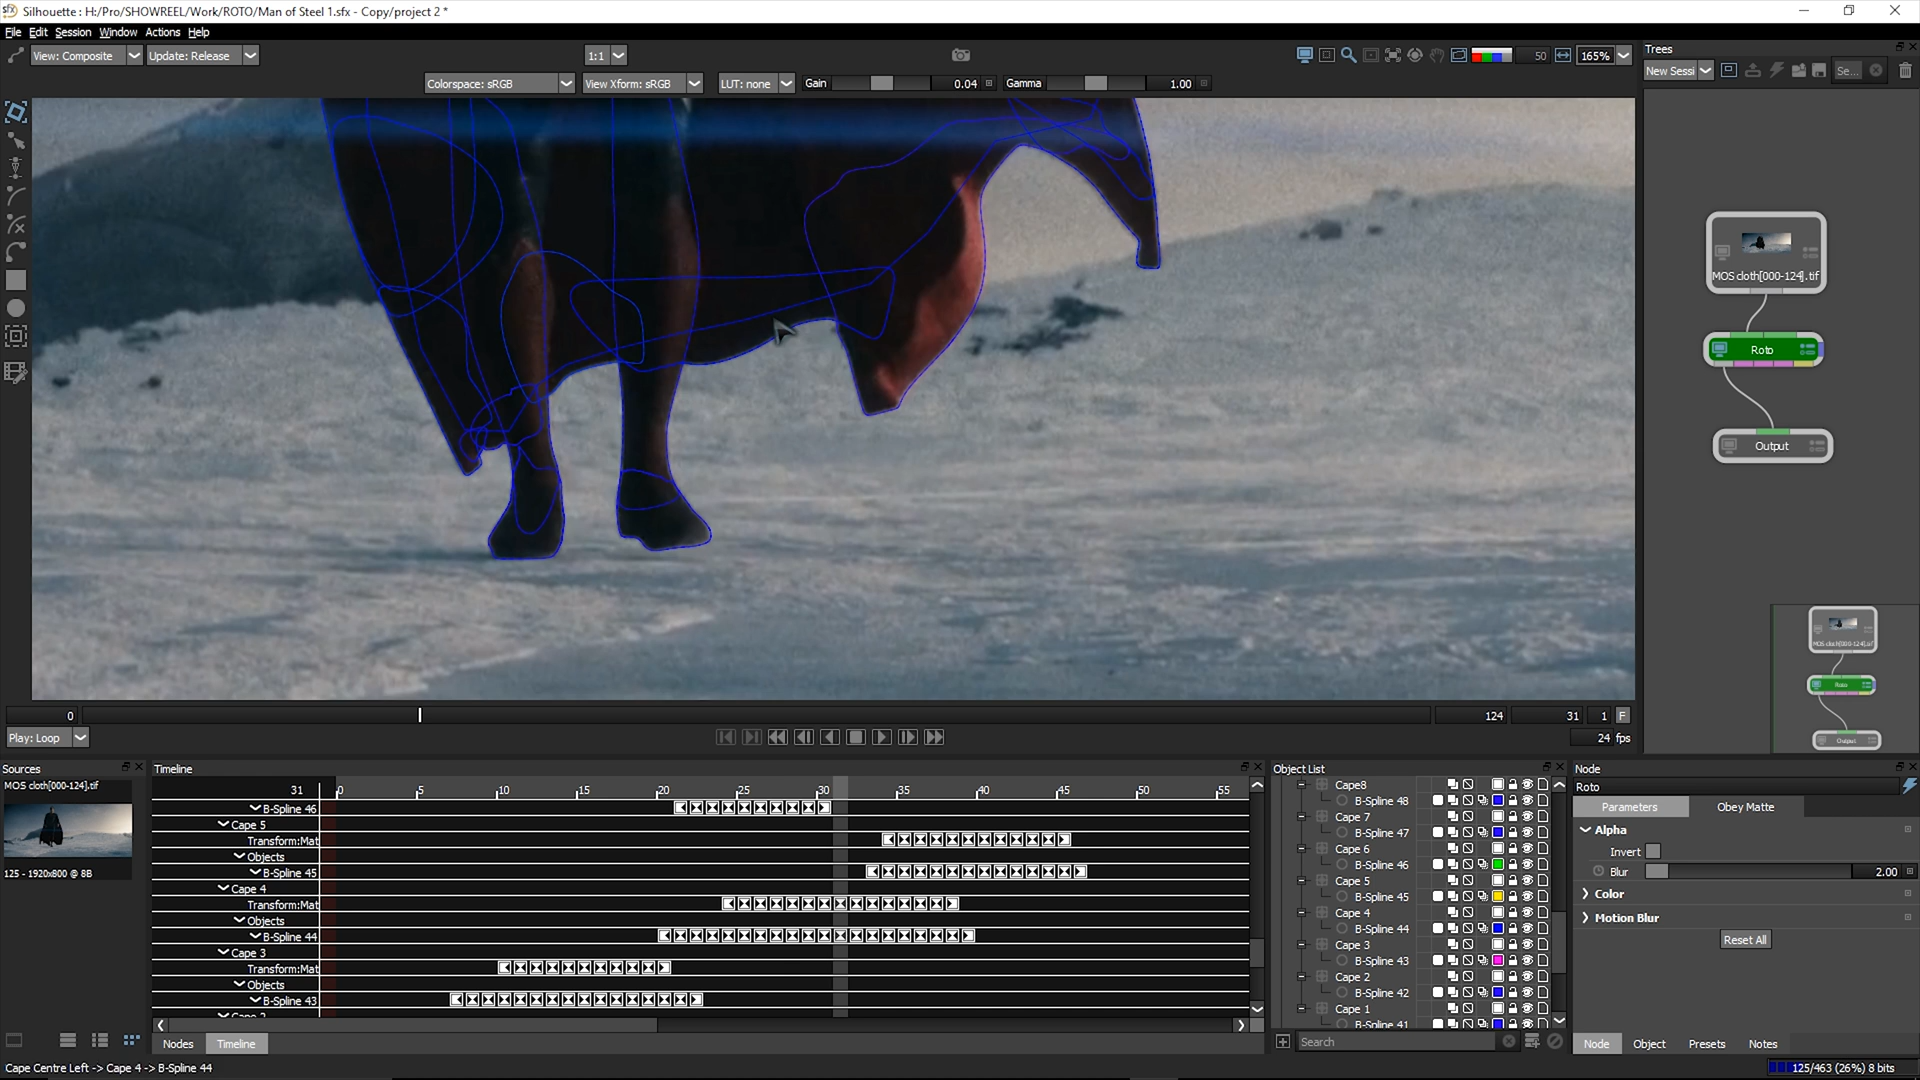 Silhouette : H:/Pro/SHOWREEL/Work/ROTO/Man of Steel 1.sfx - Copy/project 2 *
File Edit Session Window Actions Help
View: Composite Update: Release 1:1 50 165%
Colorspace: sRGB View Xform: sRGB LUT: none Gain 0.04 Gamma 1.00
Trees
New Sessi Se...
MOS cloth[000-124].tif
Roto
Output
MOS cloth[000-124].tif
Roto
Output
0 124 31 1 F
Play: Loop 24 fps
Sources
MOS cloth[000-124].tif
125 - 1920x800 @ 8B
Timeline
31 0 5 10 15 20 25 30 35 40 45 50 55
B-Spline 46
Cape 5
Transform:Mat
Objects
B-Spline 45
Cape 4
Transform:Mat
Objects
B-Spline 44
Cape 3
Transform:Mat
Objects
B-Spline 43
Nodes Timeline
Object List
Cape8
B-Spline 48
Cape 7
B-Spline 47
Cape 6
B-Spline 46
Cape 5
B-Spline 45
Cape 4
B-Spline 44
Cape 3
B-Spline 43
Cape 2
B-Spline 42
Cape 1
B-Spline 41
Search
Node
Roto
Parameters Obey Matte
Alpha
Invert
Blur 2.00
Color
Motion Blur
Reset All
Node Object Presets Notes
Cape Centre Left -> Cape 4 -> B-Spline 44
125/463 (26%) 8 bits